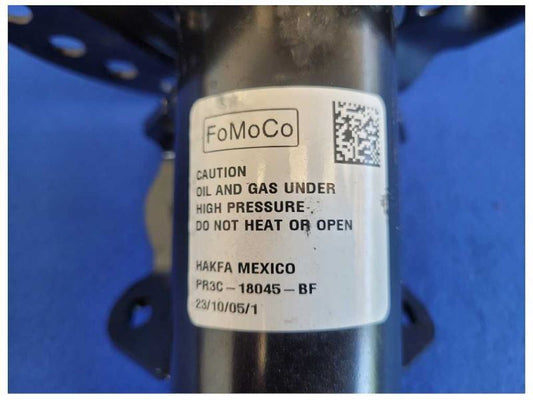 FoMoCo
CAUTION
OIL AND GAS UNDER
HIGH PRESSURE
DO NOT HEAT OR OPEN
HAKFA MEXICO
PR3C-18045-BF
23/10/05/1